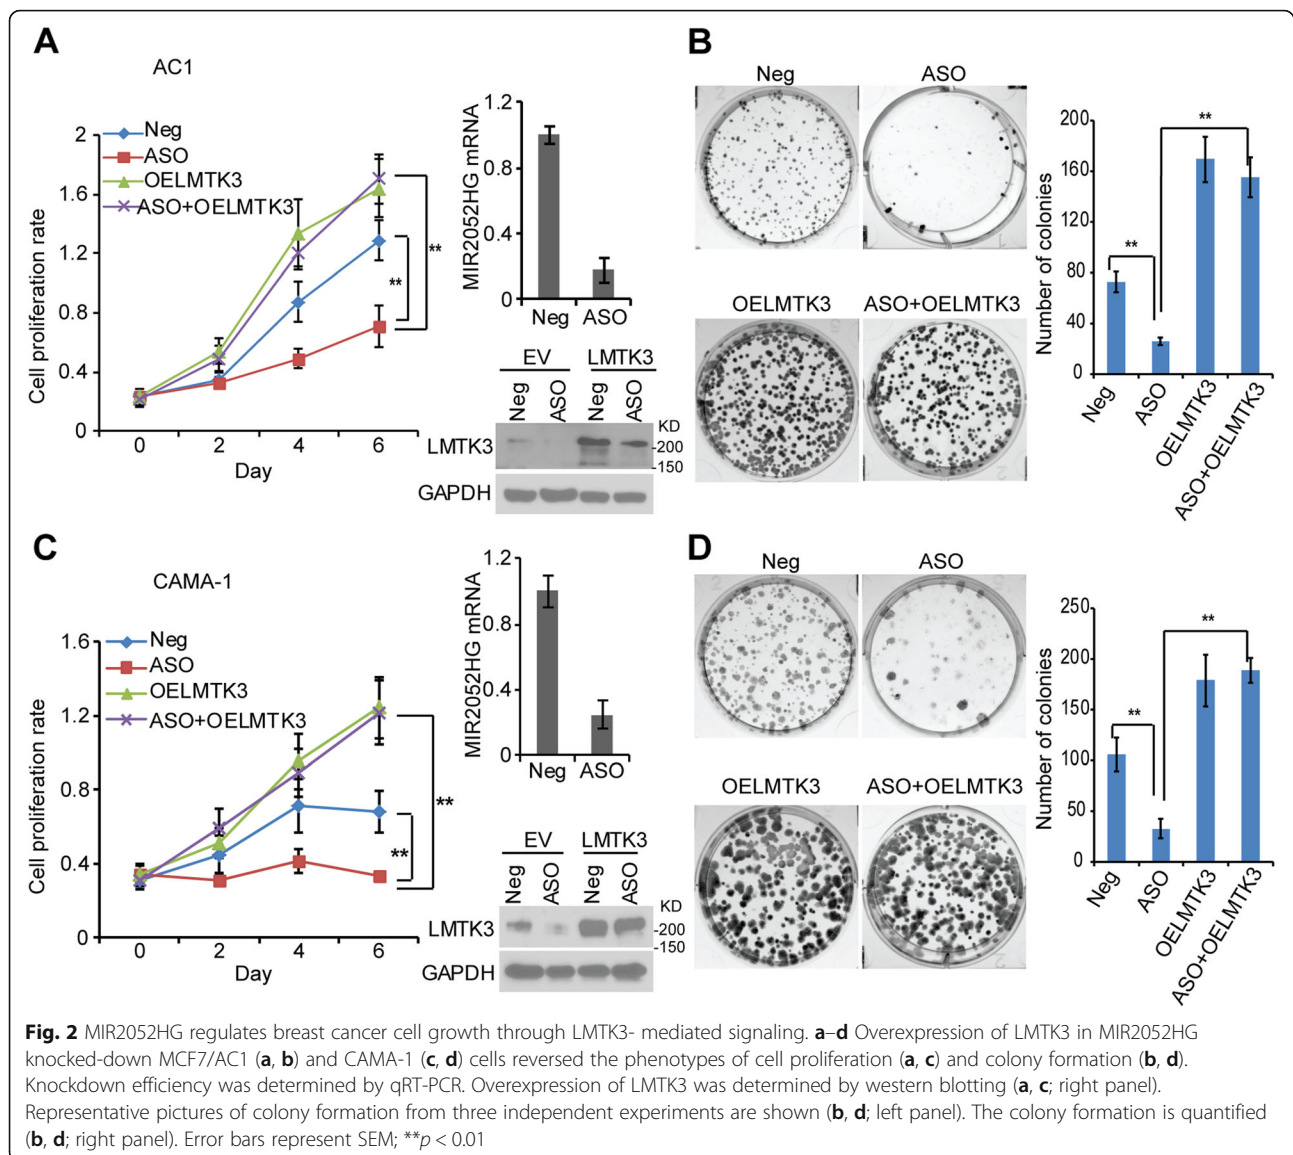 A
AC1
2
1.6
1.2
0.8
0.4
0
Cell proliferation rate
0 2 4 6
Day
Neg
ASO
OELMTK3
ASO+OELMTK3
**
**
MIR2052HG mRNA
1.2
0.8
0.4
0
Neg ASO
EV LMTK3
Neg ASO Neg ASO
KD
LMTK3
-200
-150
GAPDH
B
Neg ASO
OELMTK3 ASO+OELMTK3
Number of colonies
200
160
120
80
40
0
**
**
Neg ASO OELMTK3 ASO+OELMTK3
C
CAMA-1
1.6
1.2
0.8
0.4
0
Cell proliferation rate
0 2 4 6
Day
Neg
ASO
OELMTK3
ASO+OELMTK3
**
**
MIR2052HG mRNA
1.2
0.8
0.4
0
Neg ASO
EV LMTK3
Neg ASO Neg ASO
KD
LMTK3
-200
-150
GAPDH
D
Neg ASO
OELMTK3 ASO+OELMTK3
Number of colonies
250
200
150
100
50
0
**
**
Neg ASO OELMTK3 ASO+OELMTK3
Fig. 2 MIR2052HG regulates breast cancer cell growth through LMTK3- mediated signaling. a–d Overexpression of LMTK3 in MIR2052HG
knocked-down MCF7/AC1 (a, b) and CAMA-1 (c, d) cells reversed the phenotypes of cell proliferation (a, c) and colony formation (b, d).
Knockdown efficiency was determined by qRT-PCR. Overexpression of LMTK3 was determined by western blotting (a, c; right panel).
Representative pictures of colony formation from three independent experiments are shown (b, d; left panel). The colony formation is quantified
(b, d; right panel). Error bars represent SEM; **p < 0.01